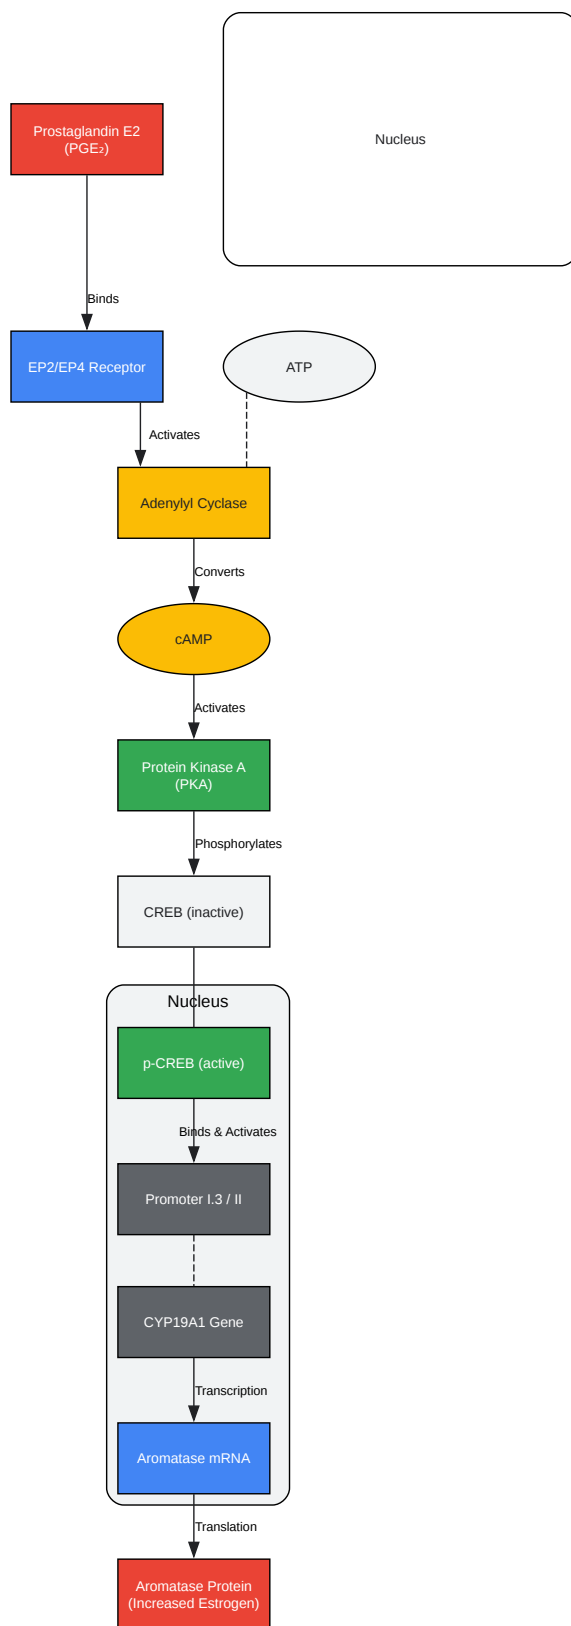 Nucleus
Prostaglandin E2
(PGE₂)
Binds
EP2/EP4 Receptor
ATP
Activates
Adenylyl Cyclase
Converts
cAMP
Activates
Protein Kinase A
(PKA)
Phosphorylates
CREB (inactive)
Nucleus
p-CREB (active)
Binds & Activates
Promoter I.3 / II
CYP19A1 Gene
Transcription
Aromatase mRNA
Translation
Aromatase Protein
(Increased Estrogen)